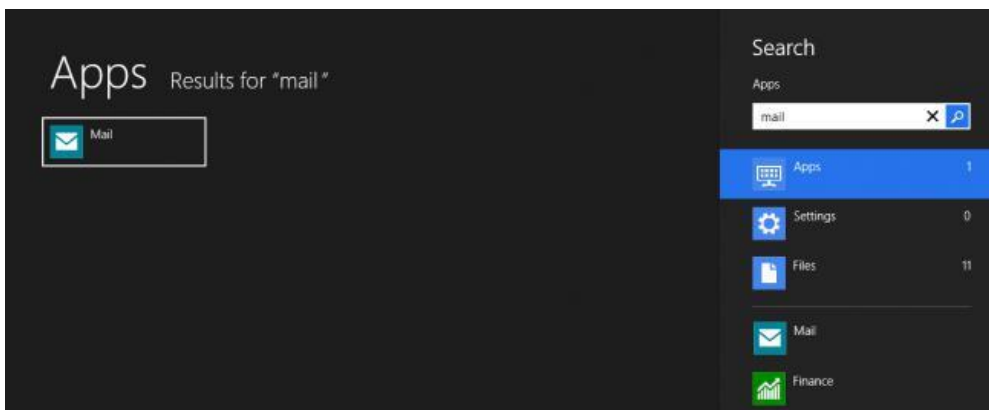 Apps Results for "mail"
Mail
Search
Apps
mail
Apps 1
Settings 0
Files 11
Mail
Finance